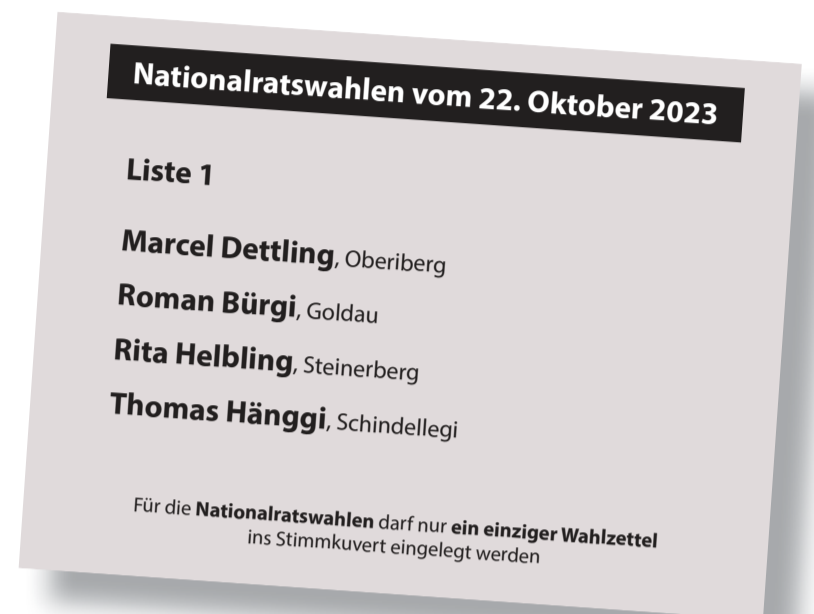 Nationalratswahlen vom 22. Oktober 2023
Liste 1
Marcel Dettling, Oberiberg
Roman Bürgi, Goldau
Rita Helbling, Steinerberg
Thomas Hänggi, Schindellegi
Für die Nationalratswahlen darf nur ein einziger Wahlzettel
ins Stimmkuvert eingelegt werden